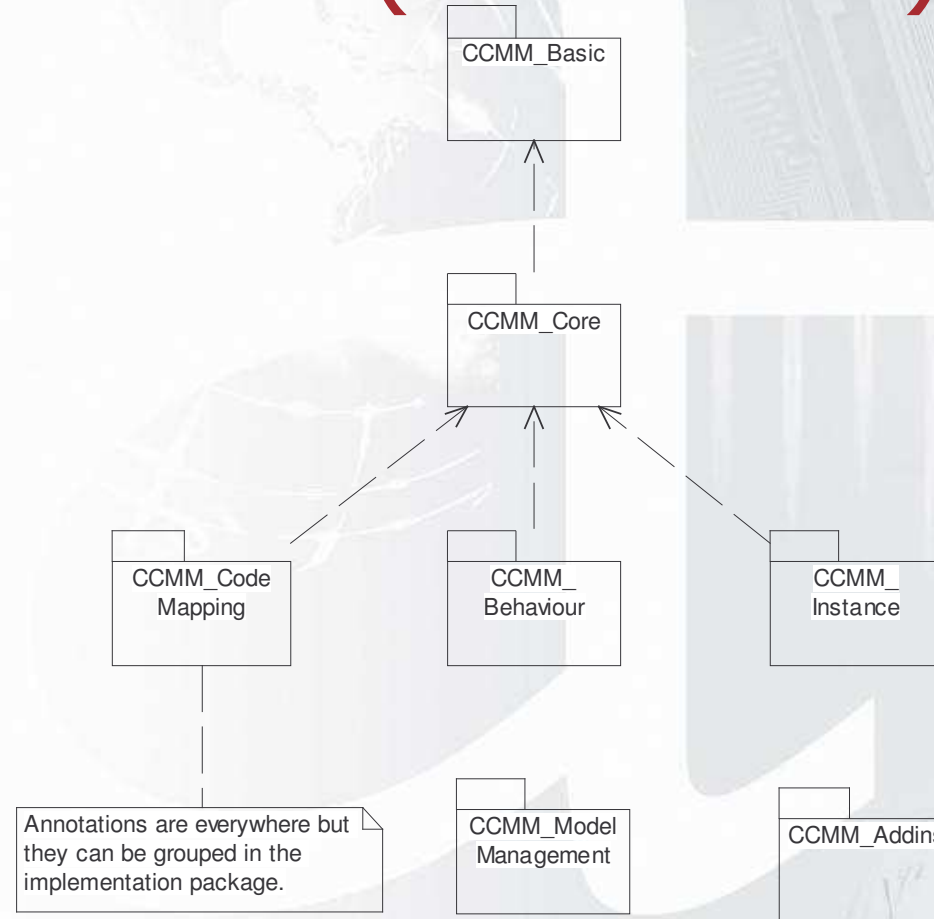 CCMM_Basic
CCMM_Core
CCMM_Code
Mapping
CCMM_
Behaviour
CCMM_
Instance
Annotations are everywhere but
they can be grouped in the
implementation package.
CCMM_Model
Management
CCMM_Addins